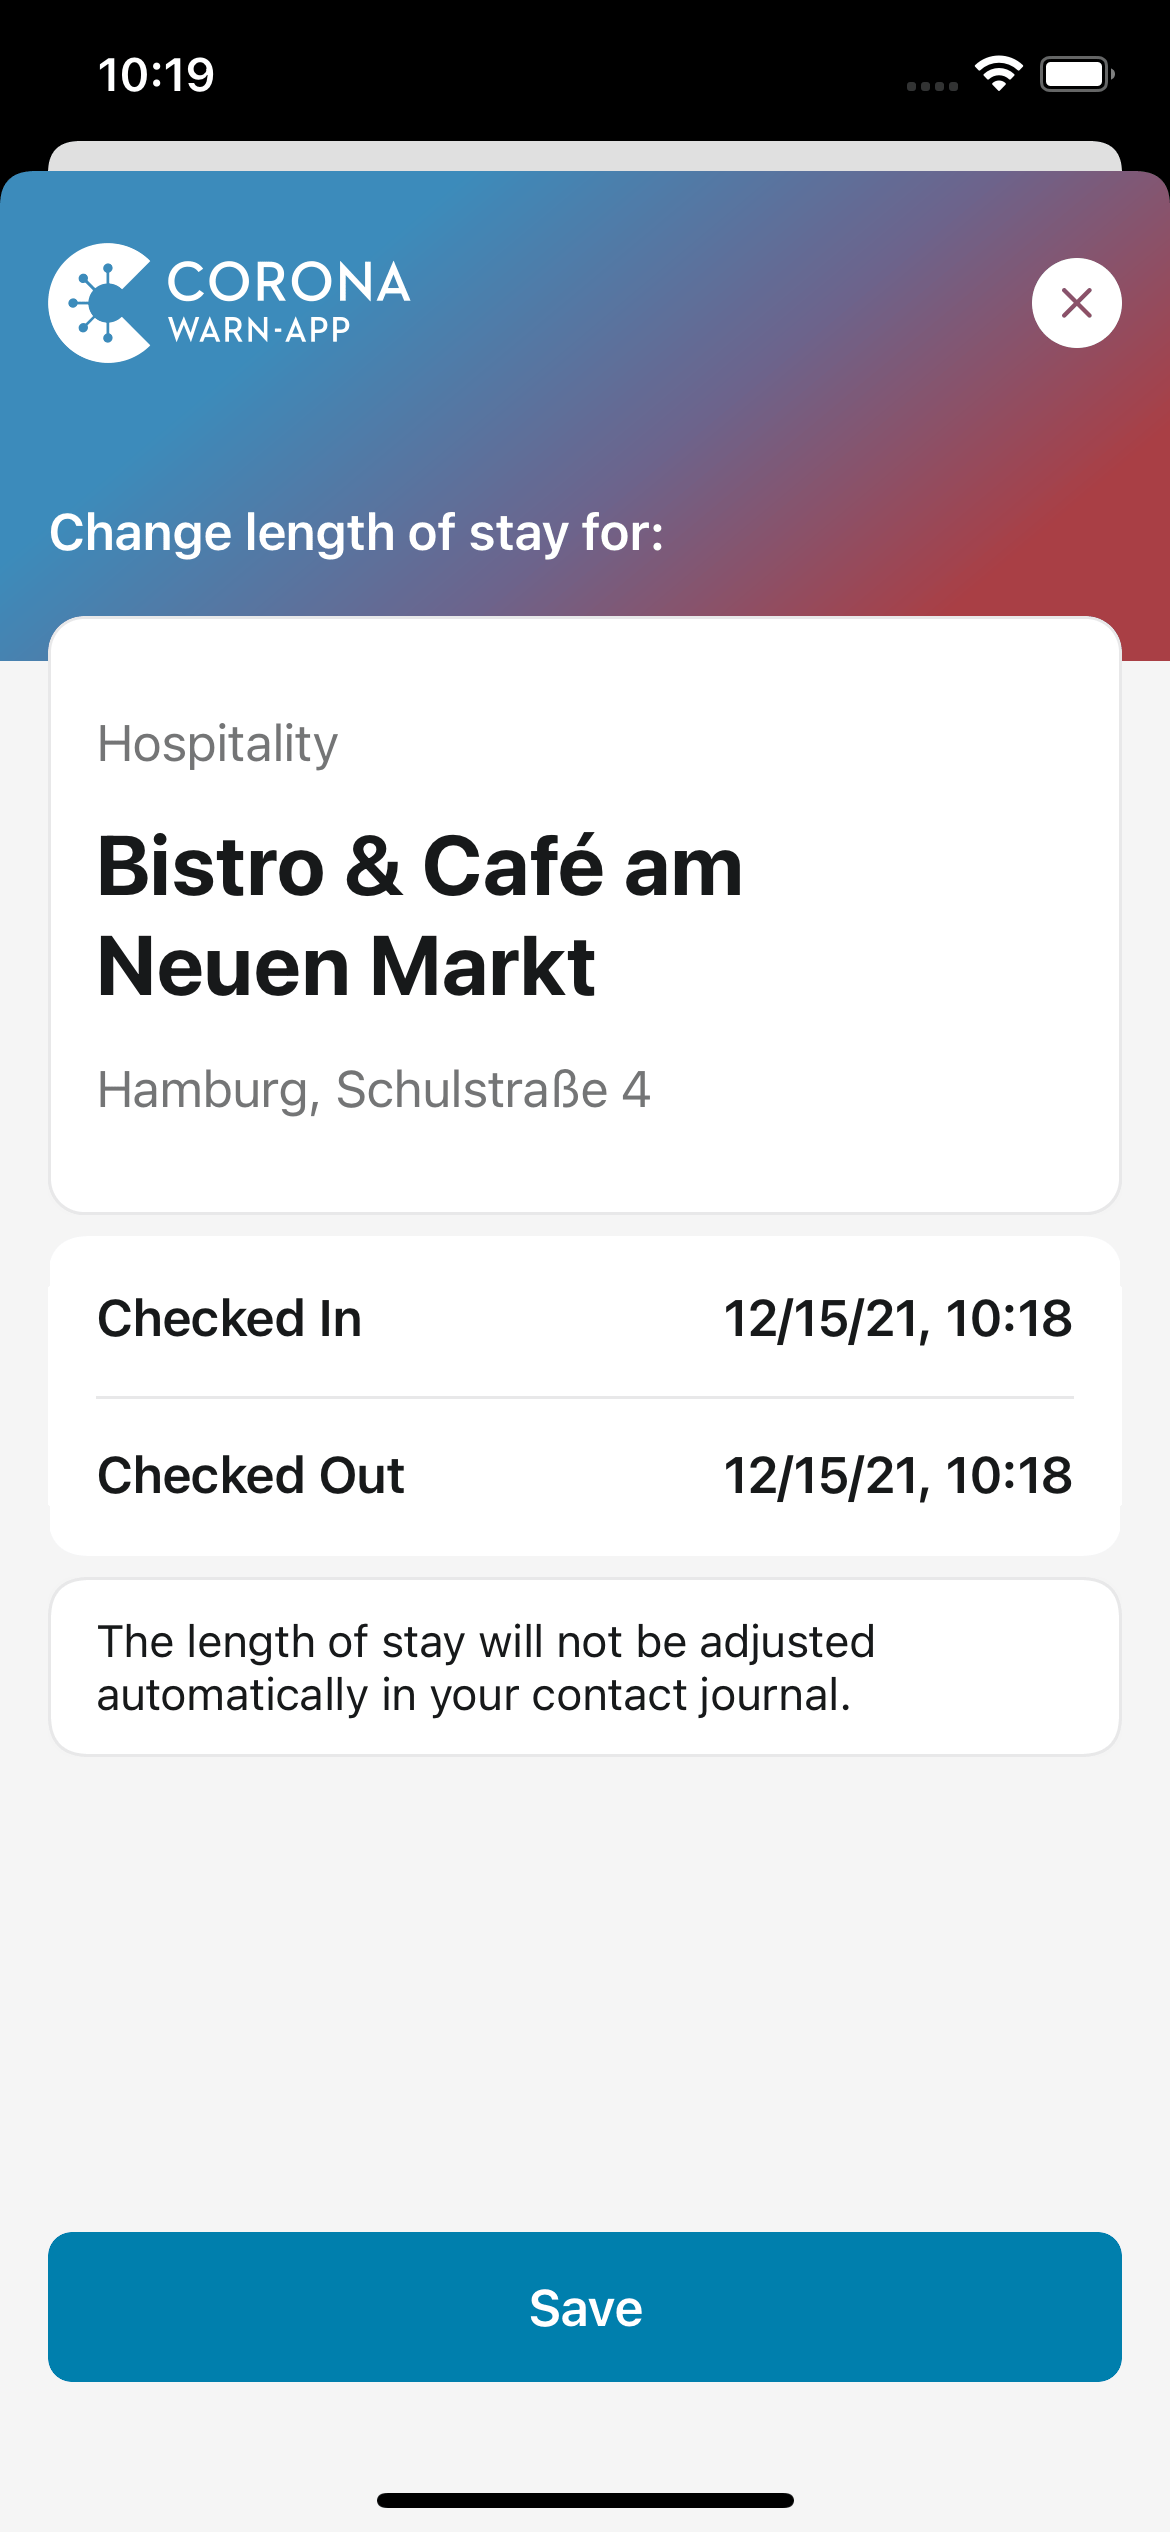 10:19
CORONA
WARN-APP
Change length of stay for:
Hospitality
Bistro & Café am
Neuen Markt
Hamburg, Schulstraße 4
Checked In 12/15/21, 10:18
Checked Out 12/15/21, 10:18
The length of stay will not be adjusted
automatically in your contact journal.
Save